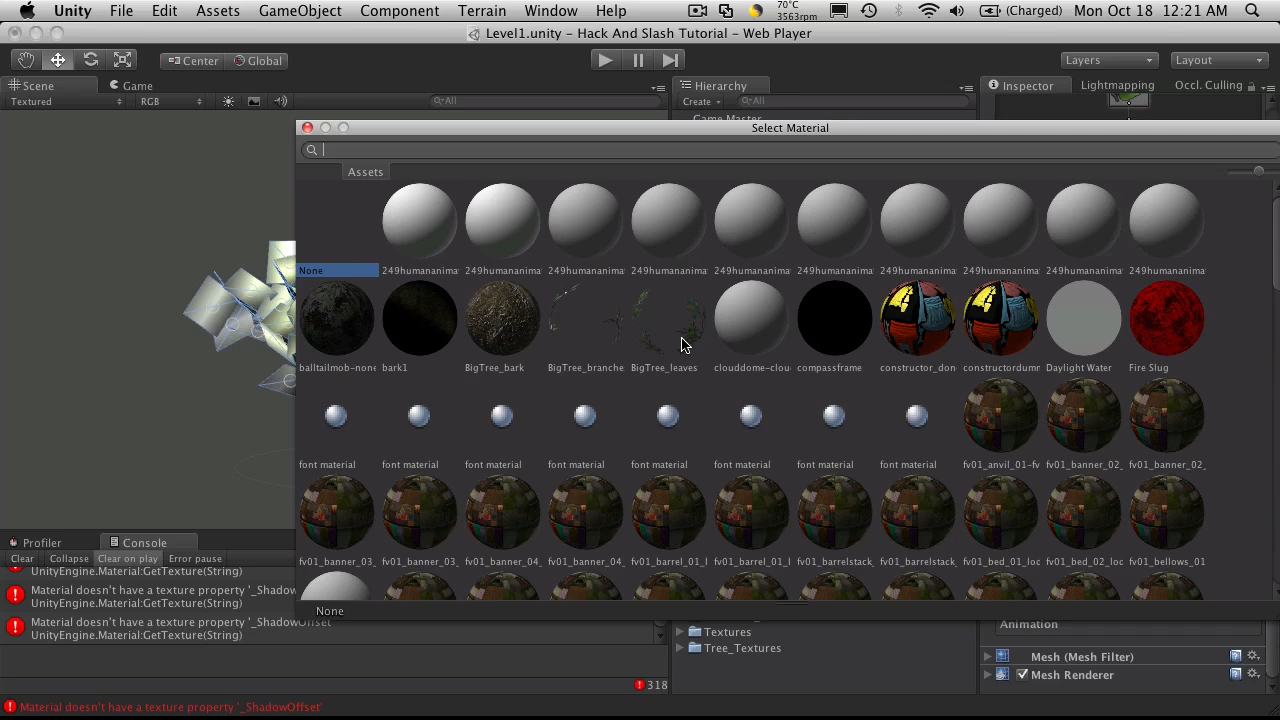 Unity File Edit Assets GameObject Component Terrain Window Help 70°C 3563rpm (Charged) Mon Oct 18 12:21 AM
Level1.unity - Hack And Slash Tutorial - Web Player
Center Global Layers Layout
Scene Game Hierarchy Inspector Lightmapping Occl. Culling
Textured RGB All Create All
Game Master
Select Material
Assets
None 249humananima 249humananima 249humananima 249humananima 249humananima 249humananima 249humananima 249humananima 249humananima 249humananima
balltailmob-none bark1 BigTree_bark BigTree_branche BigTree_leaves clouddome-clou compassframe constructor_don constructordumm Daylight Water Fire Slug
font material font material font material font material font material font material font material font material fv01_anvil_01-fv fv01_banner_02_ fv01_banner_02_
fv01_banner_03_ fv01_banner_03_ fv01_banner_04_ fv01_banner_04_ fv01_barrel_01_l fv01_barrel_01_l fv01_barrelstack_ fv01_barrelstack_ fv01_bed_01_loc fv01_bed_02_loc fv01_bellows_01
None
Profiler Console
Clear Collapse Clear on play Error pause
UnityEngine.Material:GetTexture(String)
Material doesn't have a texture property '_Shadow
UnityEngine.Material:GetTexture(String)
Material doesn't have a texture property '_ShadowOffset
UnityEngine.Material:GetTexture(String)
318
Textures
Tree_Textures
Animation
Mesh (Mesh Filter)
Mesh Renderer
Material doesn't have a texture property '_ShadowOffset'